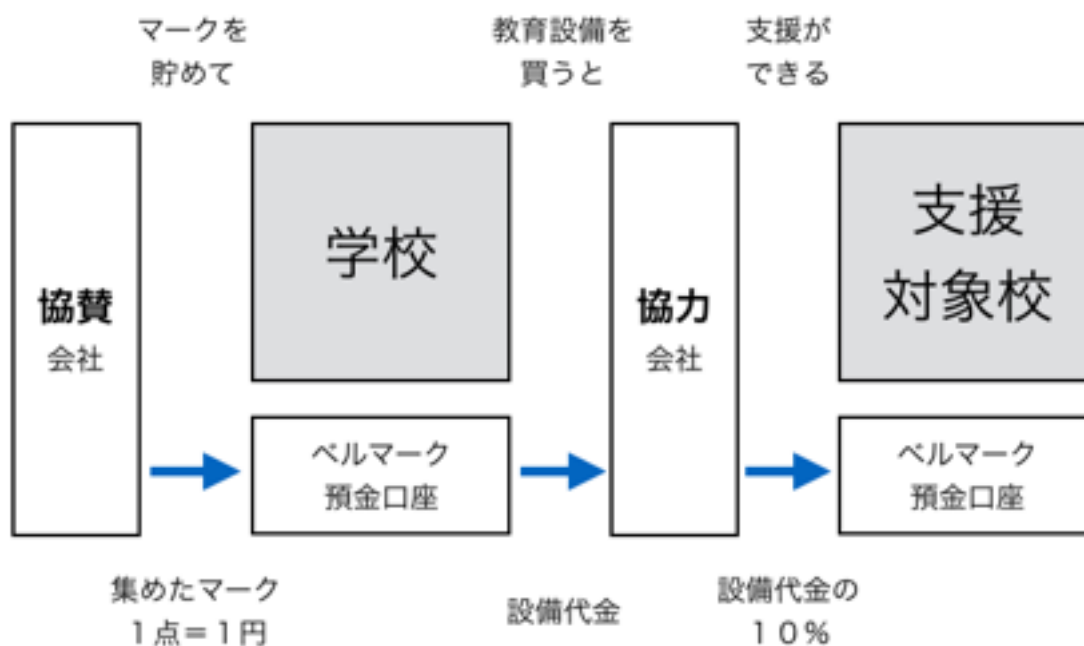 マークを
貯めて
教育設備を
買うと
支援が
できる
協賛
会社
学校
ベルマーク
預金口座
協力
会社
支援
対象校
ベルマーク
預金口座
集めたマーク
１点＝１円
設備代金
設備代金の
１０％